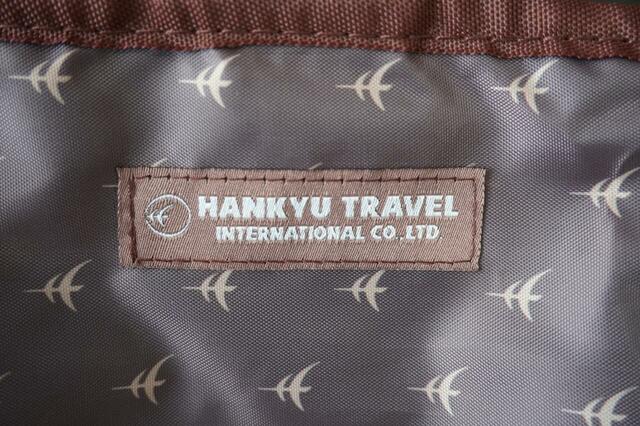 HANKYU TRAVEL
INTERNATIONAL CO.,LTD